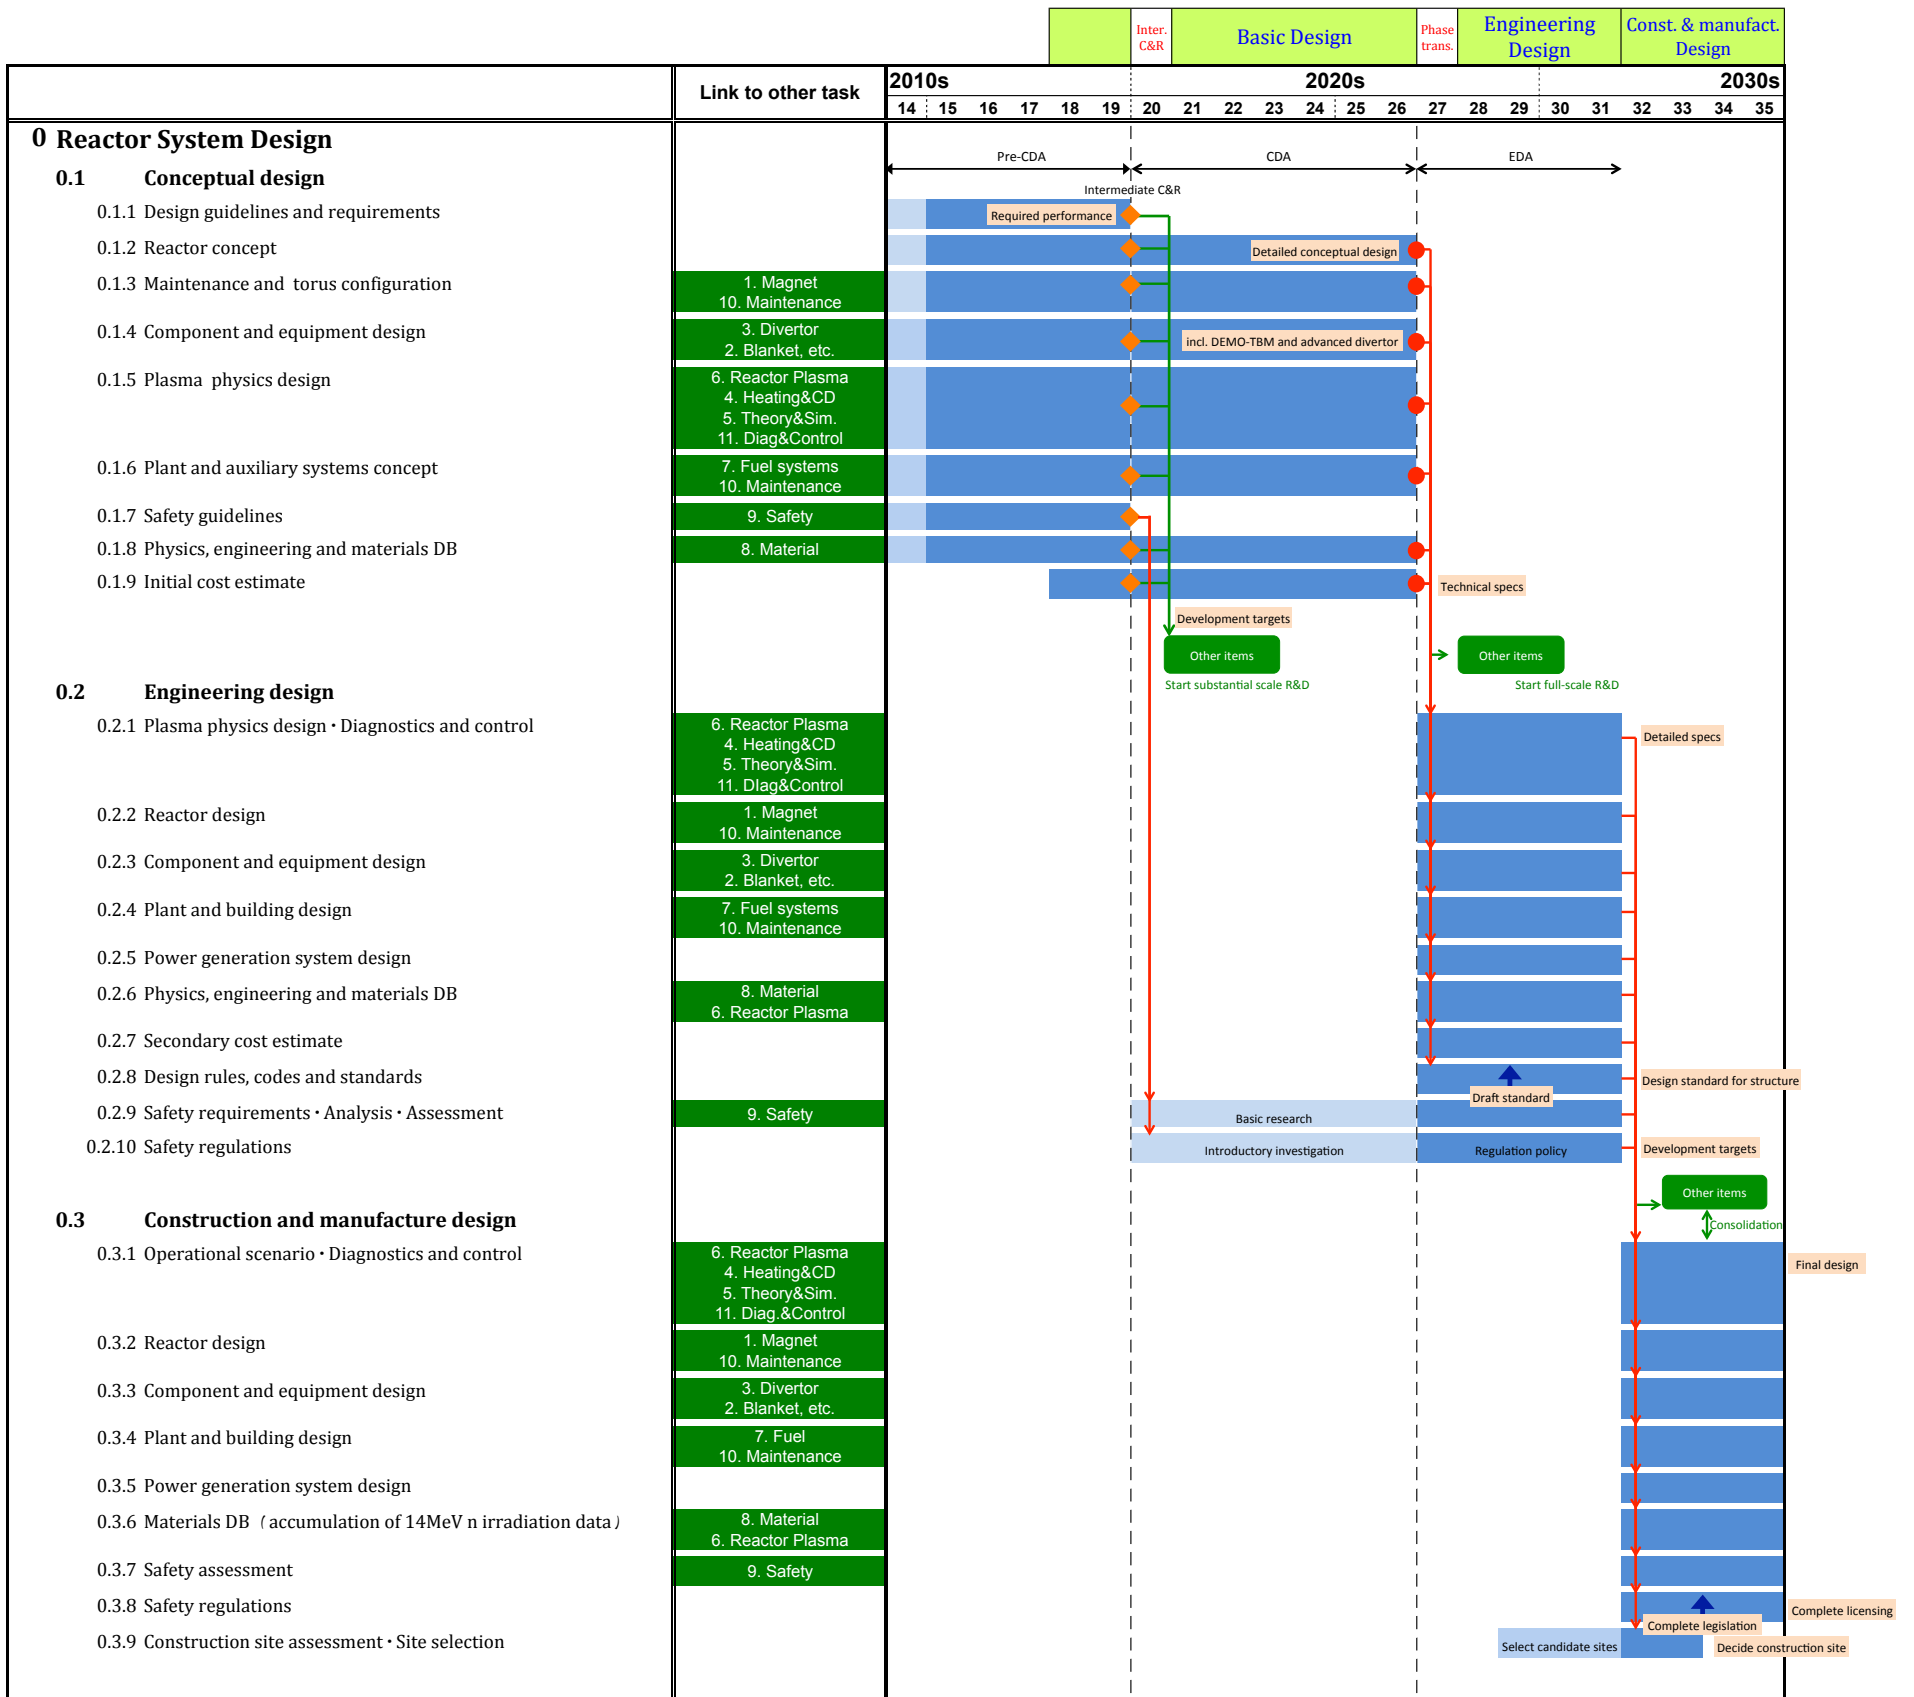 Inter.
C&R
Basic Design
Phase
trans.
Engineering
Design
Const. & manufact.
Design
Link to other task
2010s
2020s
2030s
14 15 16 17 18 19 20 21 22 23 24 25 26 27 28 29 30 31 32 33 34 35
0 Reactor System Design
Pre-CDA
CDA
EDA
0.1 Conceptual design
Intermediate C&R
0.1.1 Design guidelines and requirements
Required performance
0.1.2 Reactor concept
Detailed conceptual design
0.1.3 Maintenance and torus configuration
1. Magnet
10. Maintenance
0.1.4 Component and equipment design
3. Divertor
2. Blanket, etc.
incl. DEMO-TBM and advanced divertor
0.1.5 Plasma physics design
6. Reactor Plasma
4. Heating&CD
5. Theory&Sim.
11. Diag&Control
0.1.6 Plant and auxiliary systems concept
7. Fuel systems
10. Maintenance
0.1.7 Safety guidelines
9. Safety
0.1.8 Physics, engineering and materials DB
8. Material
0.1.9 Initial cost estimate
Technical specs
Development targets
Other items
Other items
Start substantial scale R&D
Start full-scale R&D
0.2 Engineering design
0.2.1 Plasma physics design・Diagnostics and control
6. Reactor Plasma
4. Heating&CD
5. Theory&Sim.
11. DIag&Control
Detailed specs
0.2.2 Reactor design
1. Magnet
10. Maintenance
0.2.3 Component and equipment design
3. Divertor
2. Blanket, etc.
0.2.4 Plant and building design
7. Fuel systems
10. Maintenance
0.2.5 Power generation system design
0.2.6 Physics, engineering and materials DB
8. Material
6. Reactor Plasma
0.2.7 Secondary cost estimate
0.2.8 Design rules, codes and standards
Design standard for structure
Draft standard
0.2.9 Safety requirements・Analysis・Assessment
9. Safety
Basic research
0.2.10 Safety regulations
Introductory investigation
Regulation policy
Development targets
Other items
Consolidation
0.3 Construction and manufacture design
0.3.1 Operational scenario・Diagnostics and control
6. Reactor Plasma
4. Heating&CD
5. Theory&Sim.
11. Diag.&Control
Final design
0.3.2 Reactor design
1. Magnet
10. Maintenance
0.3.3 Component and equipment design
3. Divertor
2. Blanket, etc.
0.3.4 Plant and building design
7. Fuel
10. Maintenance
0.3.5 Power generation system design
0.3.6 Materials DB （accumulation of 14MeV n irradiation data）
8. Material
6. Reactor Plasma
0.3.7 Safety assessment
9. Safety
0.3.8 Safety regulations
Complete licensing
Complete legislation
0.3.9 Construction site assessment・Site selection
Select candidate sites
Decide construction site